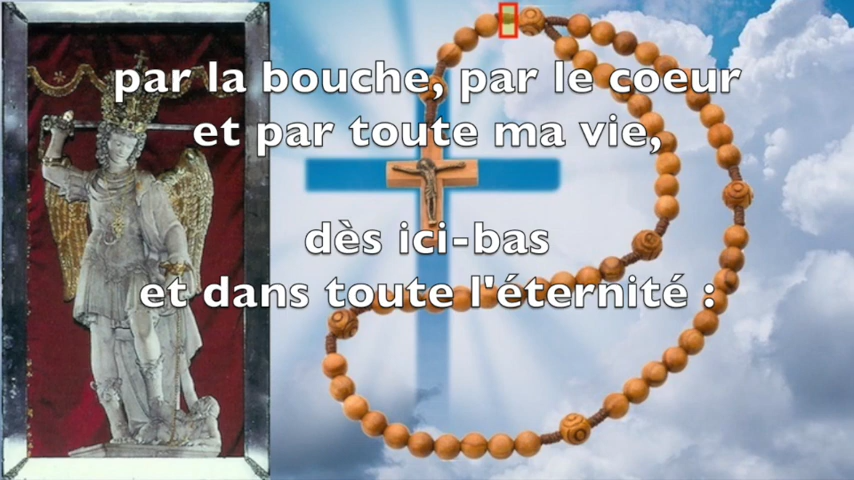 par la bouche, par le coeur
et par toute ma vie,
dès ici-bas
et dans toute l'éternité :